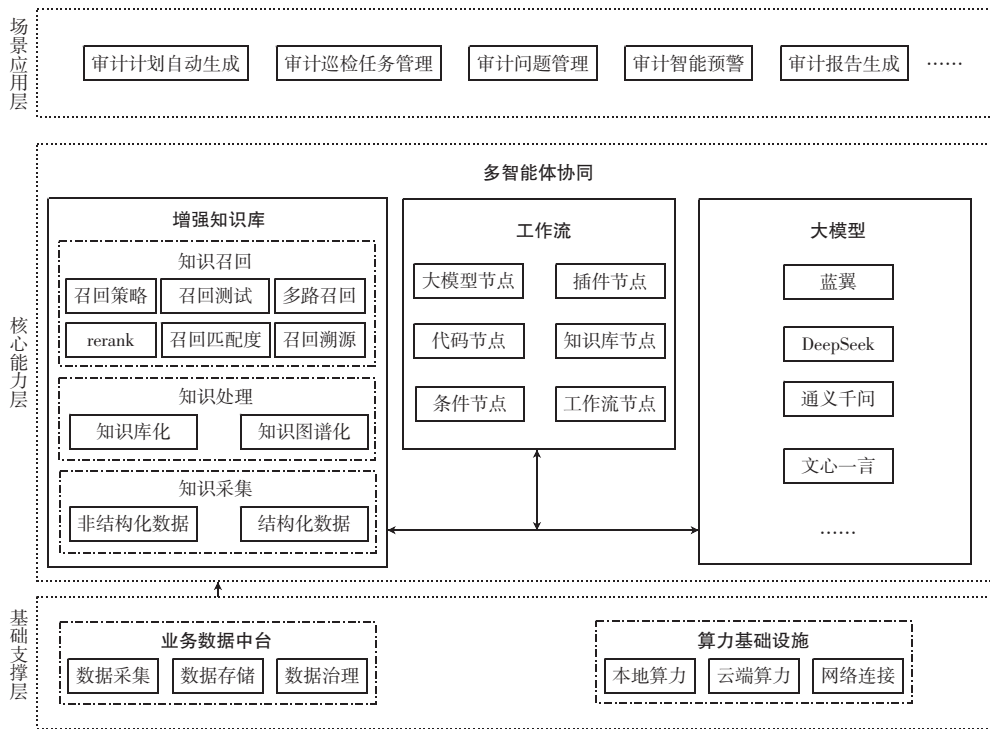 场景应用层
审计计划自动生成 审计巡检任务管理 审计问题管理 审计智能预警 审计报告生成 ……
核心能力层
多智能体协同
增强知识库
知识召回
召回策略 召回测试 多路召回
rerank 召回匹配度 召回溯源
知识处理
知识库化 知识图谱化
知识采集
非结构化数据 结构化数据
工作流
大模型节点 插件节点
代码节点 知识库节点
条件节点 工作流节点
大模型
蓝翼
DeepSeek
通义千问
文心一言
……
基础支撑层
业务数据中台
数据采集 数据存储 数据治理
算力基础设施
本地算力 云端算力 网络连接